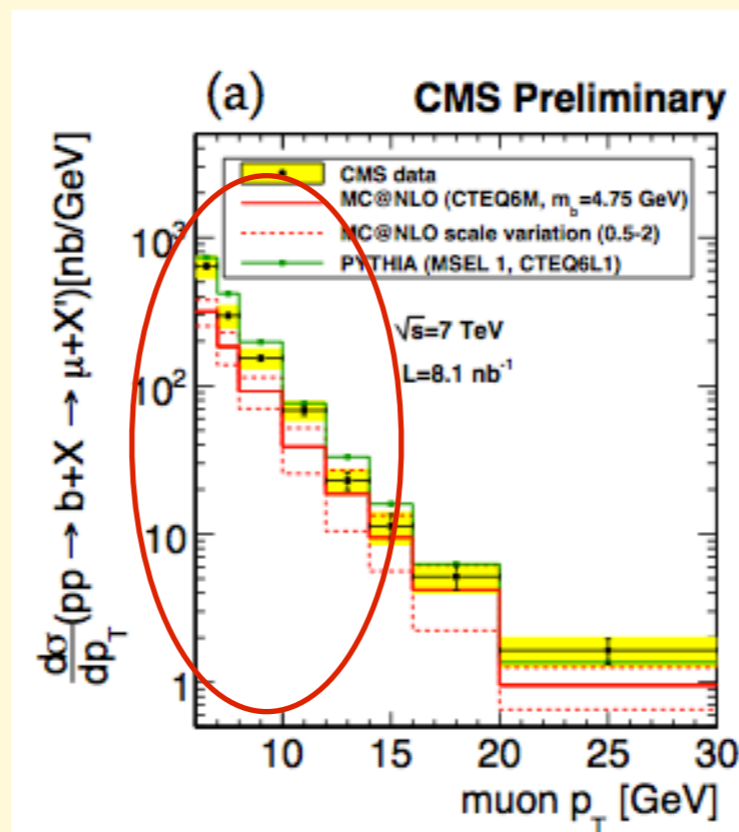 (a) CMS Preliminary
CMS data
MC@NLO (CTEQ6M, m_b=4.75 GeV)
MC@NLO scale variation (0.5-2)
PYTHIA (MSEL 1, CTEQ6L1)
√s=7 TeV
L=8.1 nb⁻¹
dσ/dp_T (pp → b+X → μ+X')[nb/GeV]
10³
10²
10
1
10 15 20 25 30
muon p_T [GeV]